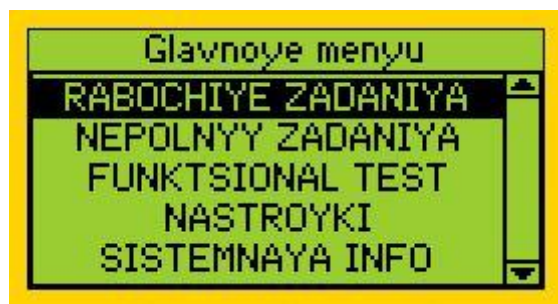 Glavnoye menyu
RABOCHIYE ZADANIYA
NEPOLNYY ZADANIYA
FUNKTSIONAL TEST
NASTROYKI
SISTEMNAYA INFO